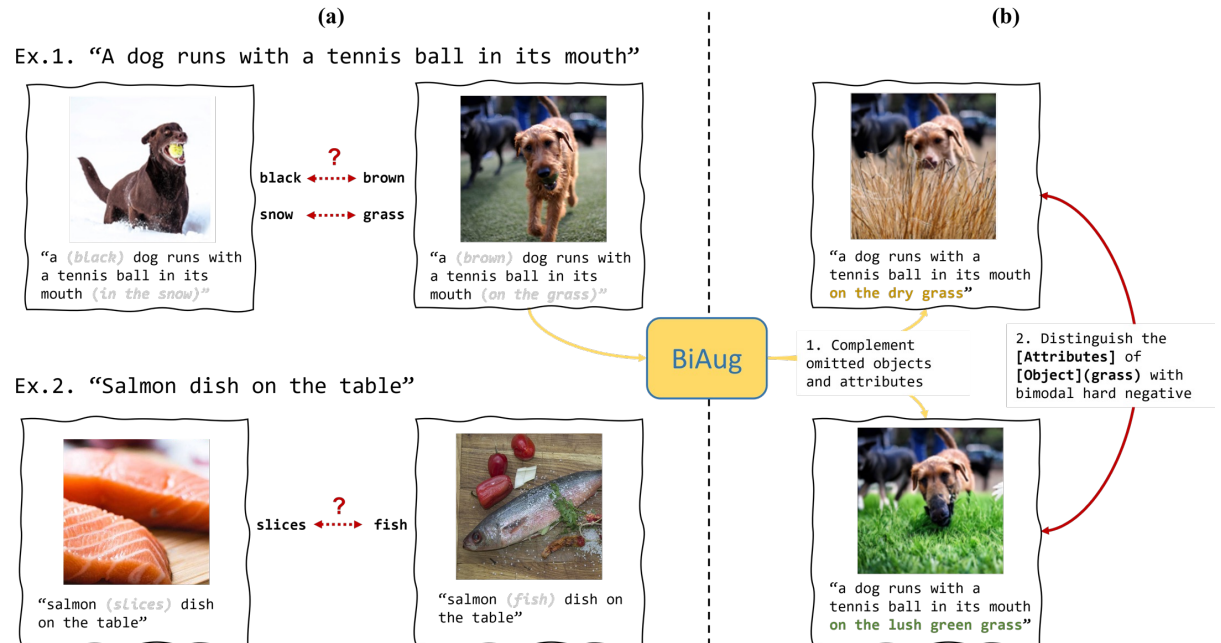 (a)
Ex.1. “A dog runs with a tennis ball in its mouth”
black
brown
?
snow
grass
“a (black) dog runs with
a tennis ball in its
mouth (in the snow)”
“a (brown) dog runs with
a tennis ball in its
mouth (on the grass)”
Ex.2. “Salmon dish on the table”
?
slices
fish
“salmon (slices) dish
on the table”
“salmon (fish) dish on
the table”
BiAug
(b)
“a dog runs with a
tennis ball in its mouth
on the dry grass”
1. Complement
omitted objects
and attributes
2. Distinguish the
[Attributes] of
[Object](grass) with
bimodal hard negative
“a dog runs with a
tennis ball in its mouth
on the lush green grass”